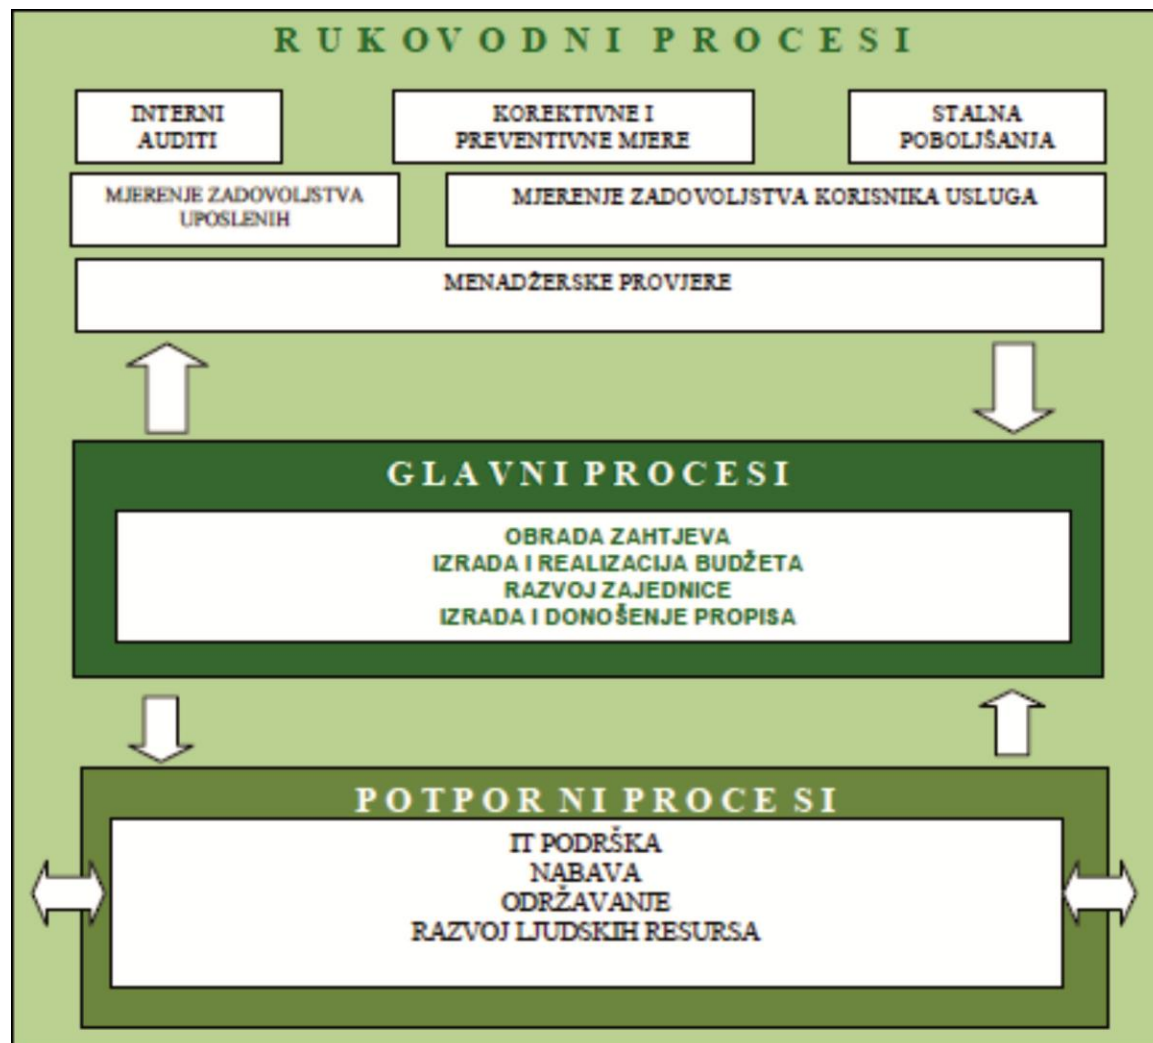 RUKOVODNI PROCESI
INTERNI
AUDITI
KOREKTIVNE I
PREVENTIVNE MJERE
STALNA
POBOLJŠANJA
MJERENJE ZADOVOLJSTVA
UPOSLENIH
MJERENJE ZADOVOLJSTVA KORISNIKA USLUGA
MENADŽERSKE PROVJERE
GLAVNI PROCESI
OBRADA ZAHTJEVA
IZRADA I REALIZACIJA BUDŽETA
RAZVOJ ZAJEDNICE
IZRADA I DONOŠENJE PROPISA
POTPORNI PROCESI
IT PODRŠKA
NABAVA
ODRŽAVANJE
RAZVOJ LJUDSKIH RESURSA